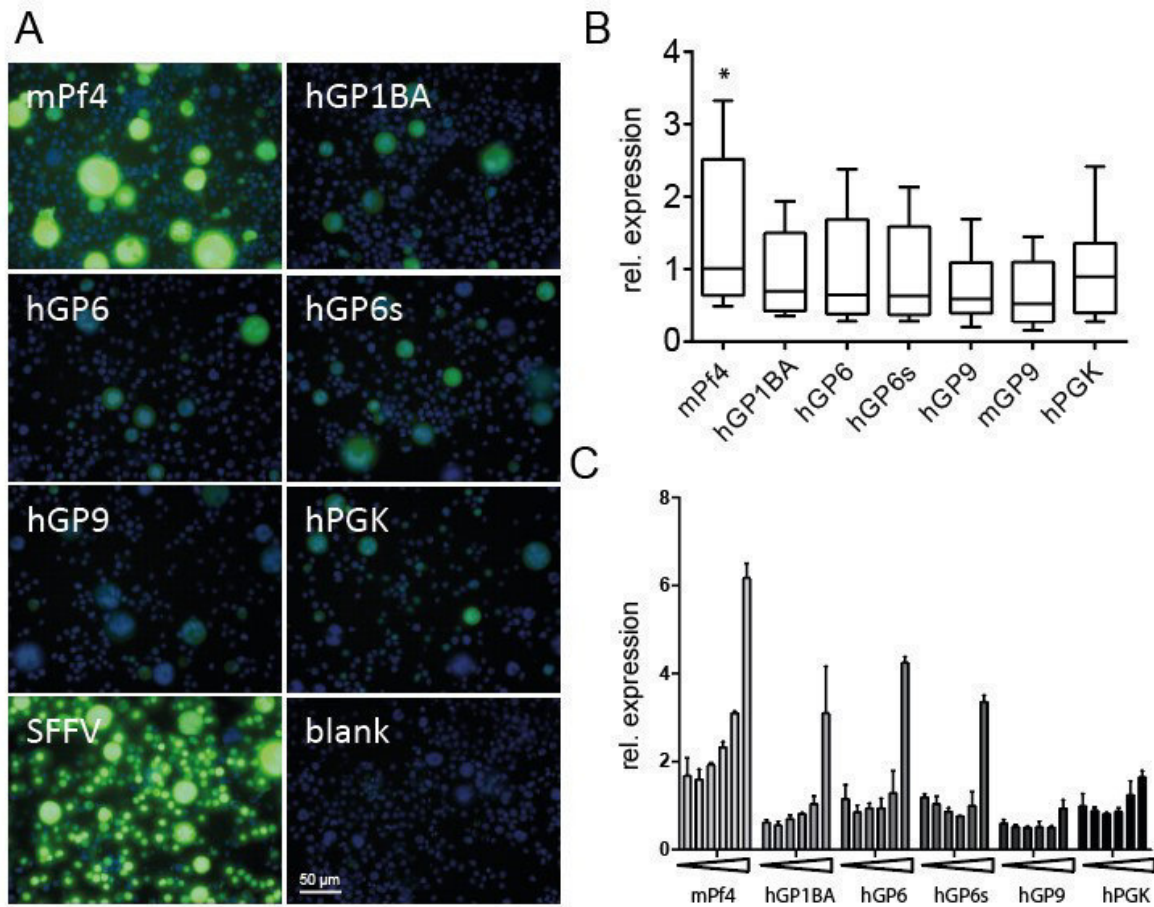 A
mPf4
hGP1BA
hGP6
hGP6s
hGP9
hPGK
SFFV
blank
50 µm
B
rel. expression
4
3
2
1
0
*
mPf4
hGP1BA
hGP6
hGP6s
hGP9
mGP9
hPGK
C
rel. expression
8
6
4
2
0
mPf4 hGP1BA hGP6 hGP6s hGP9 hPGK